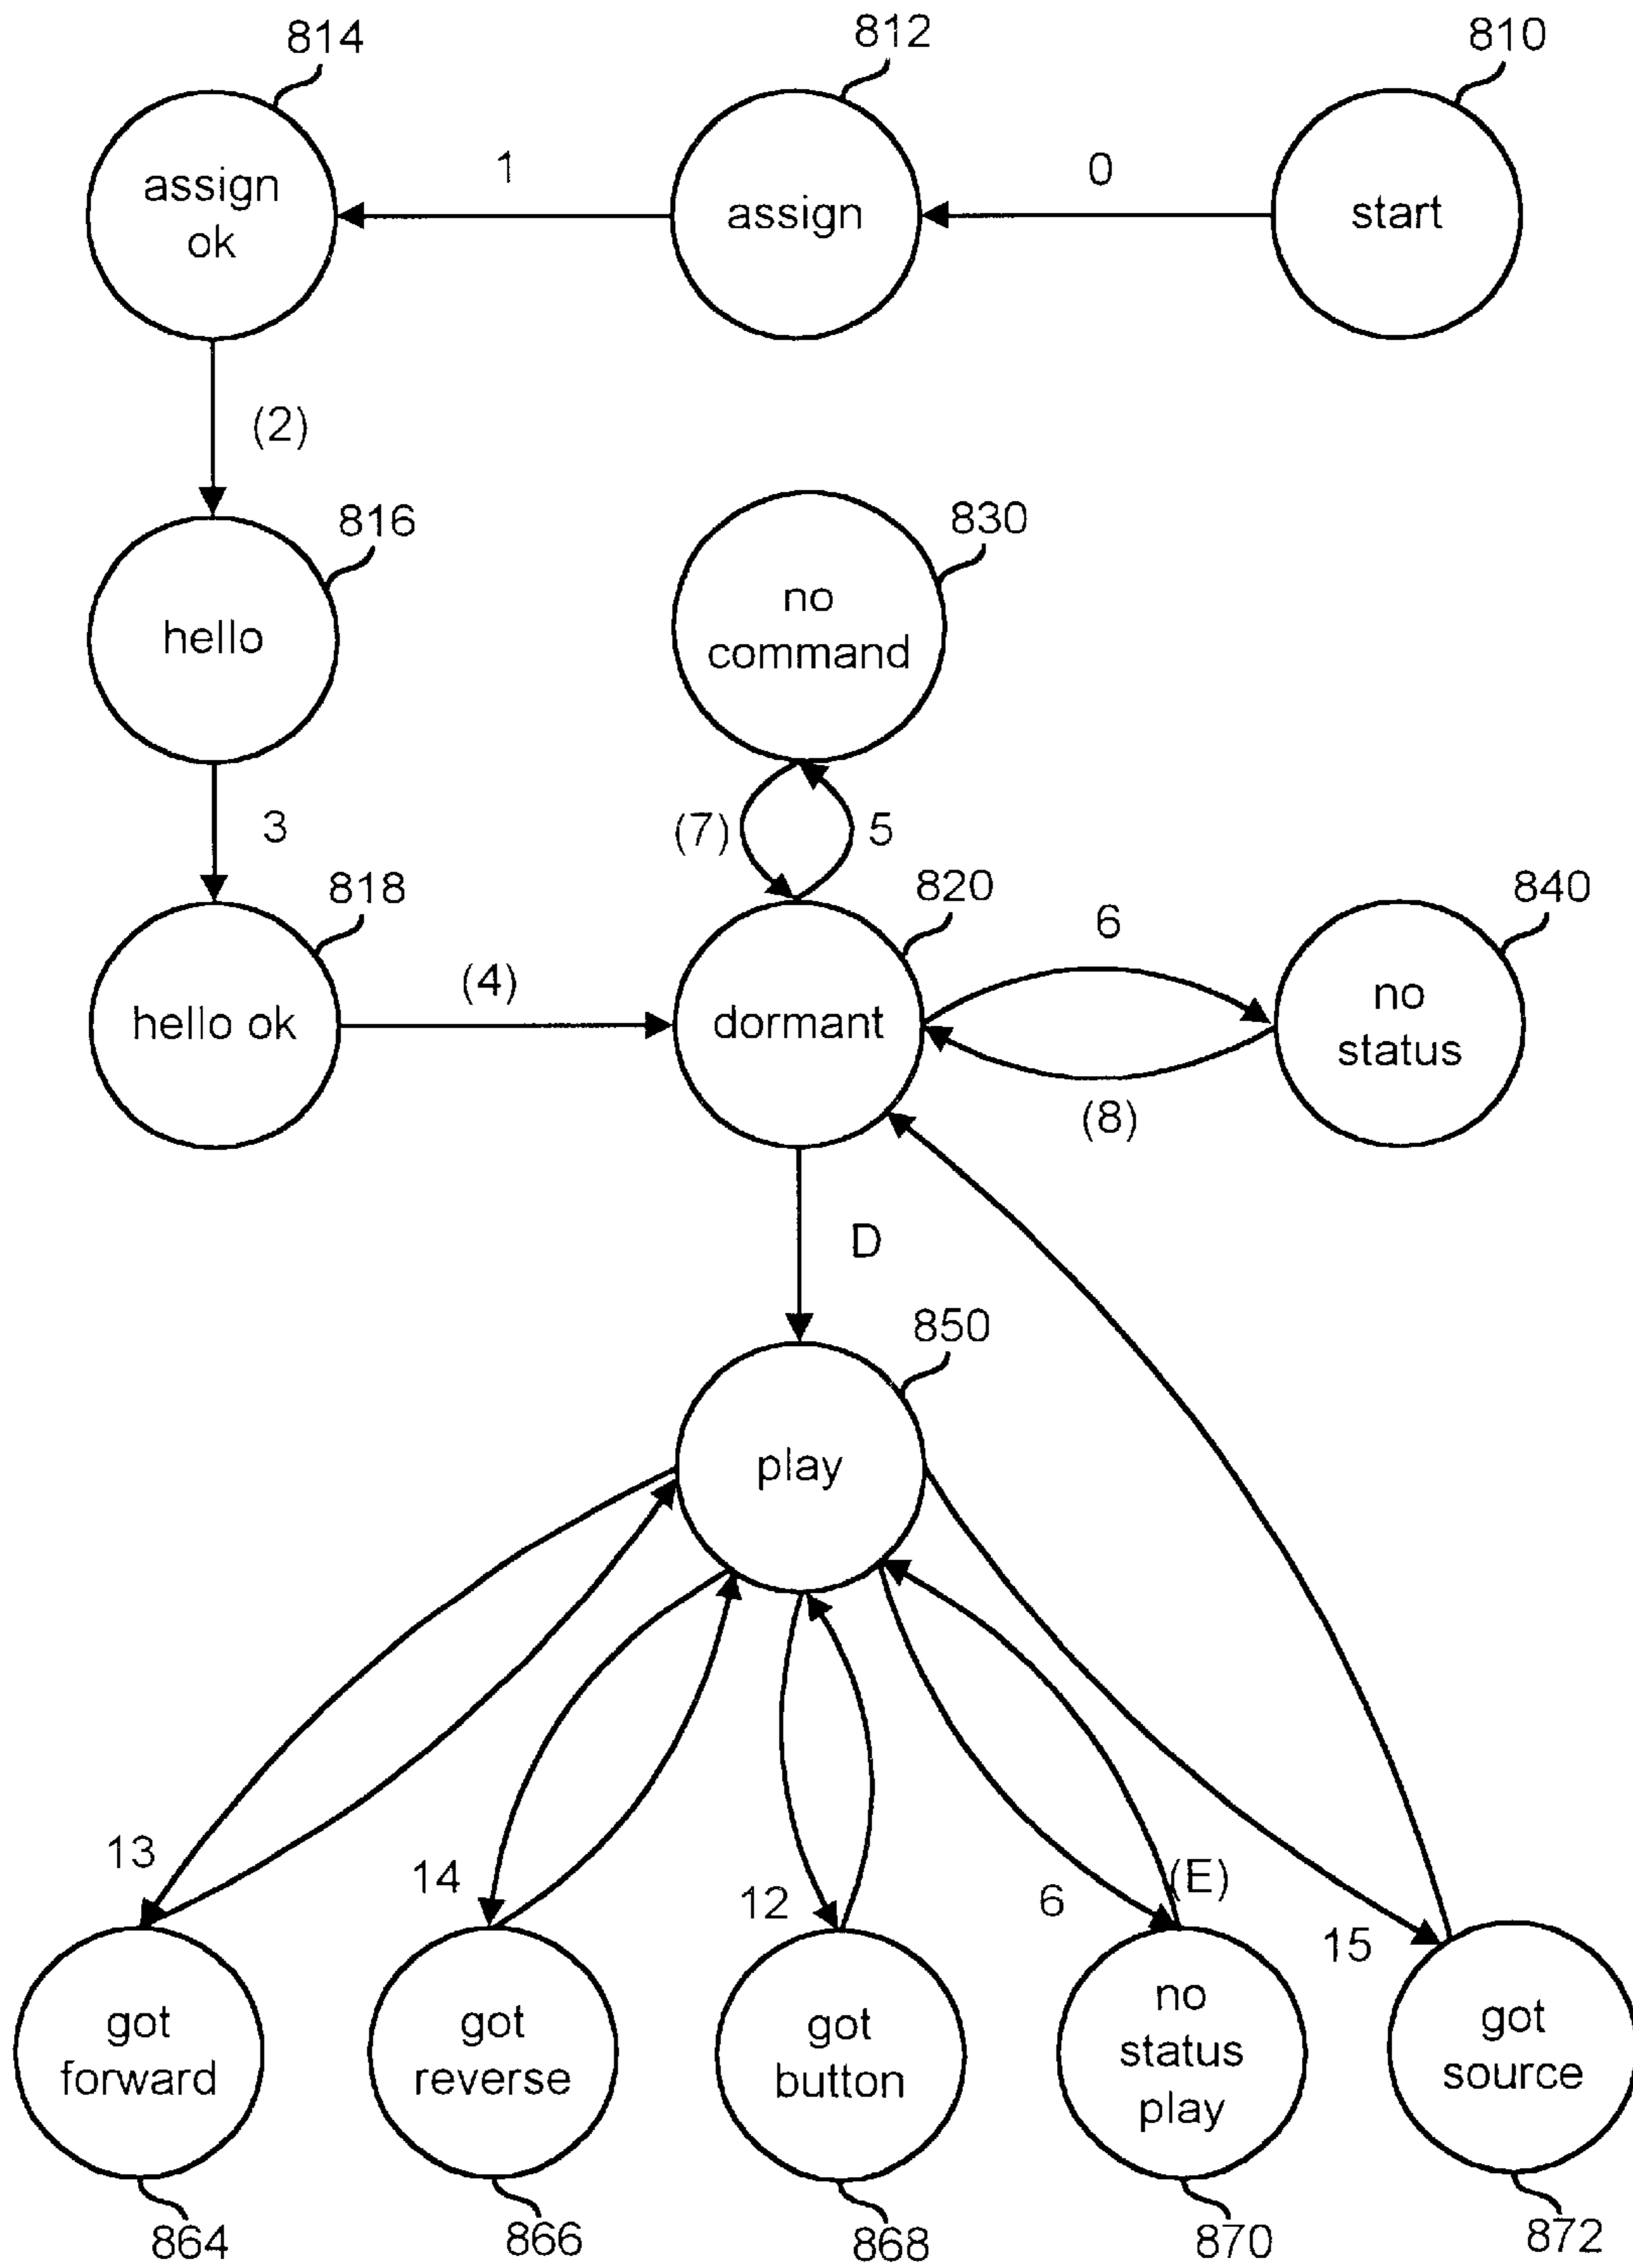 814
812
810
assign
ok
1
assign
0
start
(2)
816
830
hello
no
command
3
(7)
5
818
820
840
hello ok
(4)
dormant
6
no
status
(8)
D
850
play
13
14
12
6
(E)
15
got
forward
got
reverse
got
button
no
status
play
got
source
864
866
868
870
872